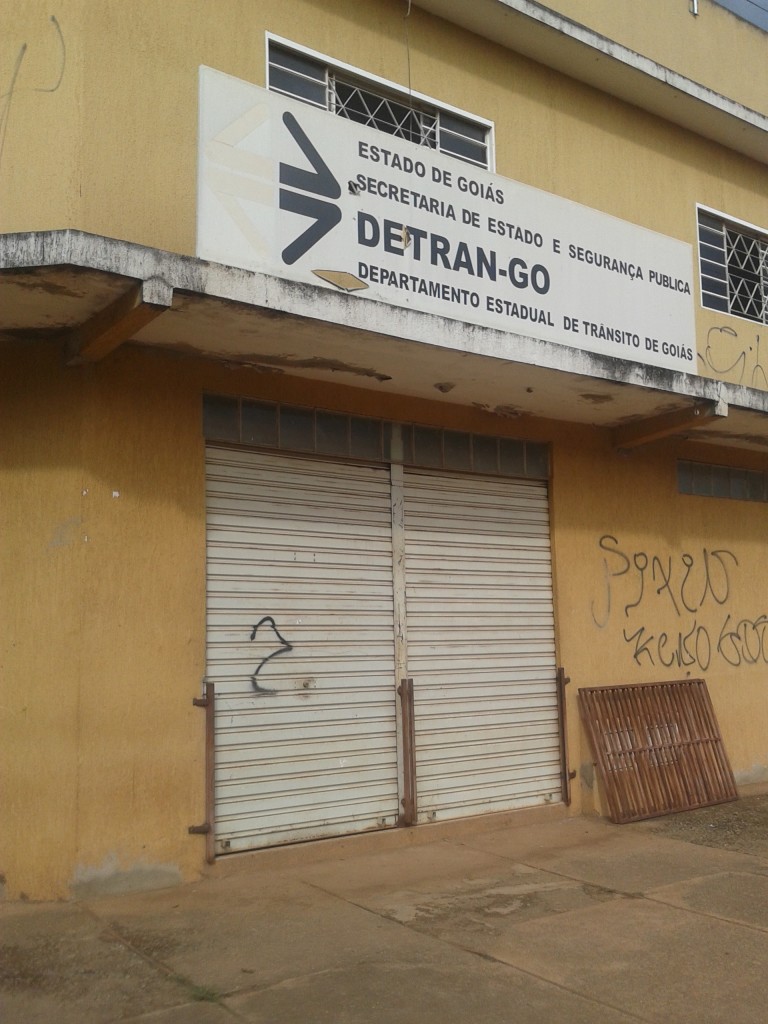 ESTADO DE GOIÁS
SECRETARIA DE ESTADO E SEGURANÇA PUBLICA
DETRAN-GO
DEPARTAMENTO ESTADUAL DE TRÂNSITO DE GOIÁS